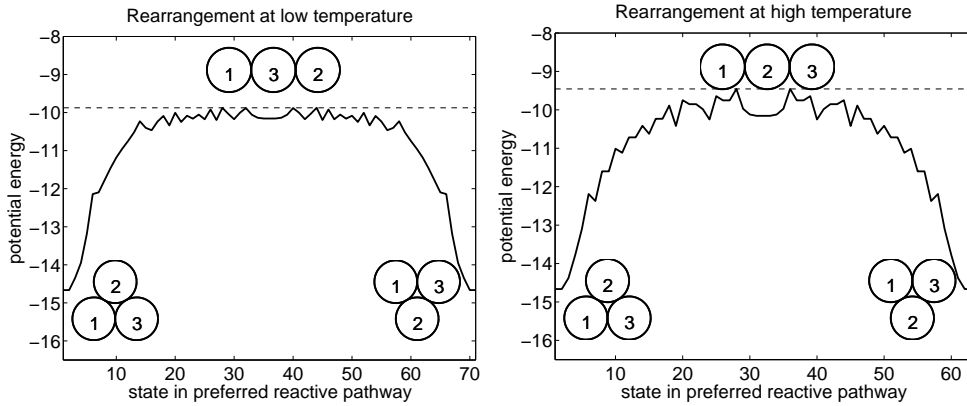 Rearrangement at low temperature
−8
−9
−10
−11
−12
−13
−14
−15
−16
potential energy
1 3 2
2
1 3
1 3
2
10 20 30 40 50 60 70
state in preferred reactive pathway
Rearrangement at high temperature
−8
−9
−10
−11
−12
−13
−14
−15
−16
potential energy
1 2 3
2
1 3
1 3
2
10 20 30 40 50 60
state in preferred reactive pathway